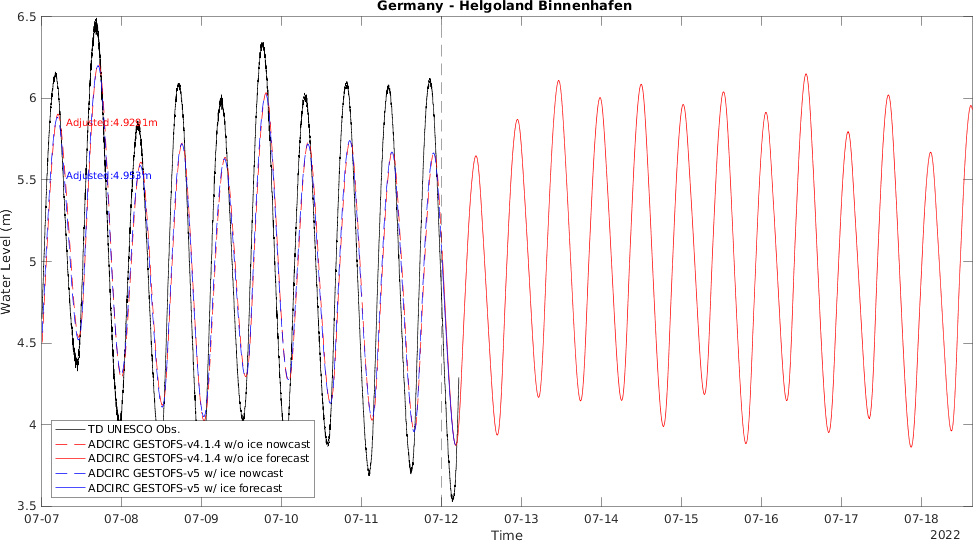 Germany - Helgoland Binnenhafen
Water Level (m)
6.5
6
5.5
5
4.5
4
3.5
Adjusted:4.9291m
Adjusted:4.953m
TD UNESCO Obs.
ADCIRC GESTOFS-v4.1.4 w/o ice nowcast
ADCIRC GESTOFS-v4.1.4 w/o ice forecast
ADCIRC GESTOFS-v5 w/ ice nowcast
ADCIRC GESTOFS-v5 w/ ice forecast
07-07 07-08 07-09 07-10 07-11 07-12 07-13 07-14 07-15 07-16 07-17 07-18
Time
2022